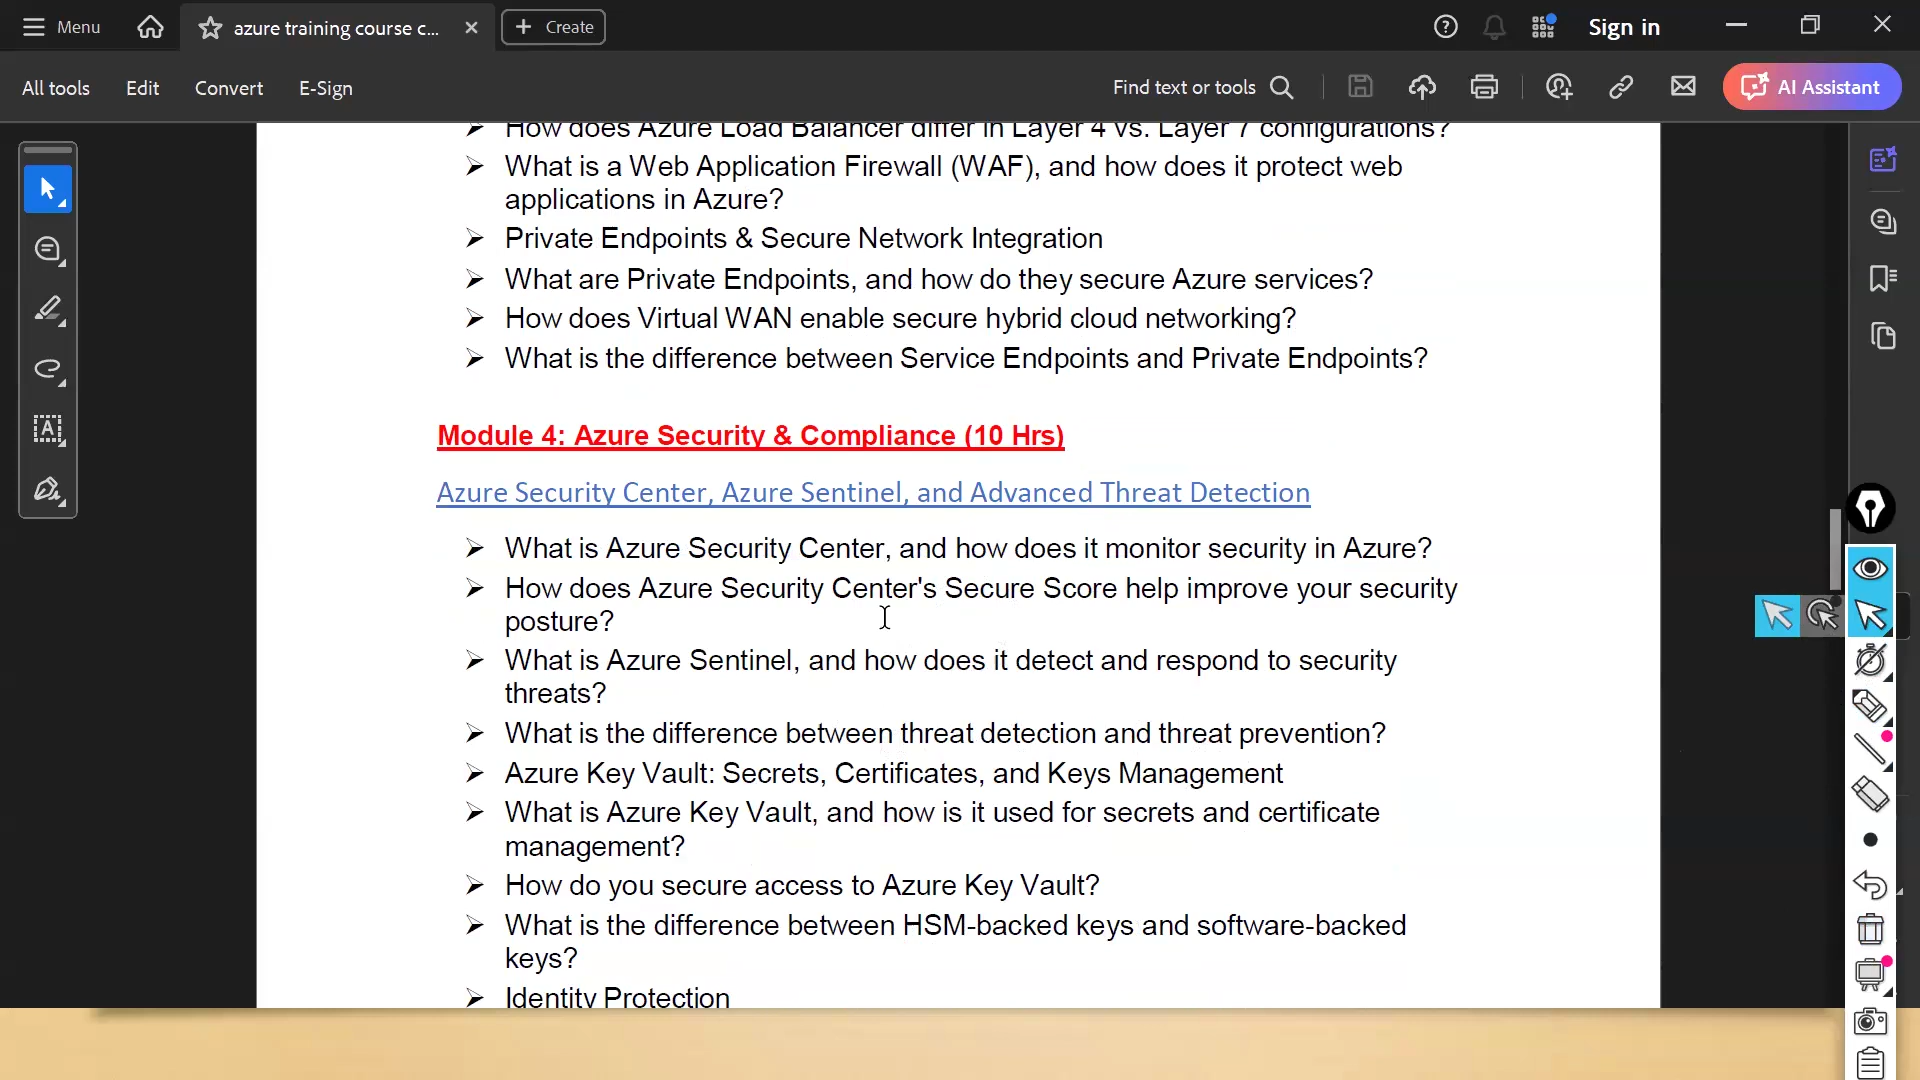 Menu
azure training course c...
Create
Sign in
All tools
Edit
Convert
E-Sign
Find text or tools
AI Assistant
How does Azure Load Balancer differ in Layer 4 vs. Layer 7 configurations?
What is a Web Application Firewall (WAF), and how does it protect web
applications in Azure?
Private Endpoints & Secure Network Integration
What are Private Endpoints, and how do they secure Azure services?
How does Virtual WAN enable secure hybrid cloud networking?
What is the difference between Service Endpoints and Private Endpoints?
Module 4: Azure Security & Compliance (10 Hrs)
Azure Security Center, Azure Sentinel, and Advanced Threat Detection
What is Azure Security Center, and how does it monitor security in Azure?
How does Azure Security Center's Secure Score help improve your security
posture?
What is Azure Sentinel, and how does it detect and respond to security
threats?
What is the difference between threat detection and threat prevention?
Azure Key Vault: Secrets, Certificates, and Keys Management
What is Azure Key Vault, and how is it used for secrets and certificate
management?
How do you secure access to Azure Key Vault?
What is the difference between HSM-backed keys and software-backed
keys?
Identity Protection